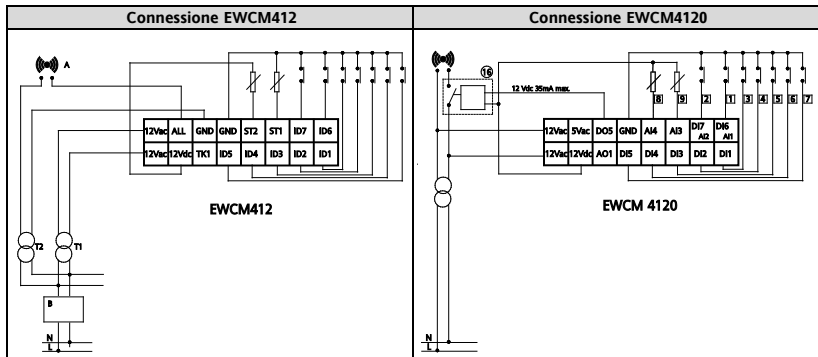 Connessione EWCM412
Connessione EWCM4120
A
12Vac ALL GND GND ST2 ST1 ID7 ID6
12Vac 12Vdc TK1 ID5 ID4 ID3 ID2 ID1
EWCM412
T2 T1
B
N
L
16
12 Vdc 35mA max.
8 9 2 1 3 4 5 6 7
12Vac 5Vac DO5 GND AI4 AI3 DI7 AI2 DI6 AI1
12Vac 12Vdc AO1 DI5 DI4 DI3 DI2 DI1
EWCM 4120
N
L